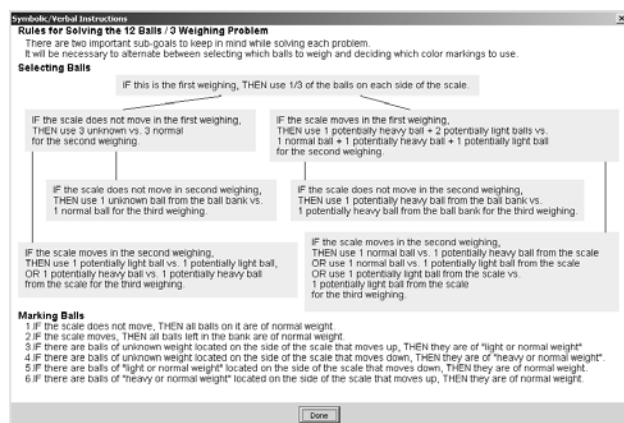 Symbolic/Verbal Instructions
Rules for Solving the 12 Balls / 3 Weighing Problem
There are two important sub-goals to keep in mind while solving each problem.
It will be necessary to alternate between selecting which balls to weigh and deciding which color markings to use.
Selecting Balls
IF this is the first weighing, THEN use 1/3 of the balls on each side of the scale.
IF the scale does not move in the first weighing,
THEN use 3 unknown vs. 3 normal
for the second weighing.
IF the scale moves in the first weighing,
THEN use 1 potentially heavy ball + 2 potentially light balls vs.
1 normal ball + 1 potentially heavy ball + 1 potentially light ball
for the second weighing.
IF the scale does not move in second weighing,
THEN use 1 unknown ball from the ball bank vs.
1 normal ball for the third weighing.
IF the scale does not move in the second weighing,
THEN use 1 potentially heavy ball from the ball bank vs.
1 potentially heavy ball from the ball bank for the third weighing.
IF the scale moves in the second weighing,
THEN use 1 potentially light ball vs. 1 potentially light ball,
OR 1 potentially heavy ball vs. 1 potentially heavy ball
from the scale for the third weighing.
IF the scale moves in the second weighing,
THEN use 1 normal ball vs. 1 potentially heavy ball from the scale
OR use 1 normal ball vs. 1 potentially light ball from the scale
OR use 1 potentially light ball from the scale vs.
1 potentially light ball from the scale
for the third weighing.
Marking Balls
1.IF the scale does not move, THEN all balls on it are of normal weight.
2.IF the scale moves, THEN all balls left in the bank are of normal weight.
3.IF there are balls of unknown weight located on the side of the scale that moves up, THEN they are of "light or normal weight"
4.IF there are balls of unknown weight located on the side of the scale that moves down, THEN they are of "heavy or normal weight".
5.IF there are balls of "light or normal weight" located on the side of the scale that moves down, THEN they are of normal weight.
6.IF there are balls of "heavy or normal weight" located on the side of the scale that moves up, THEN they are of normal weight.
Done